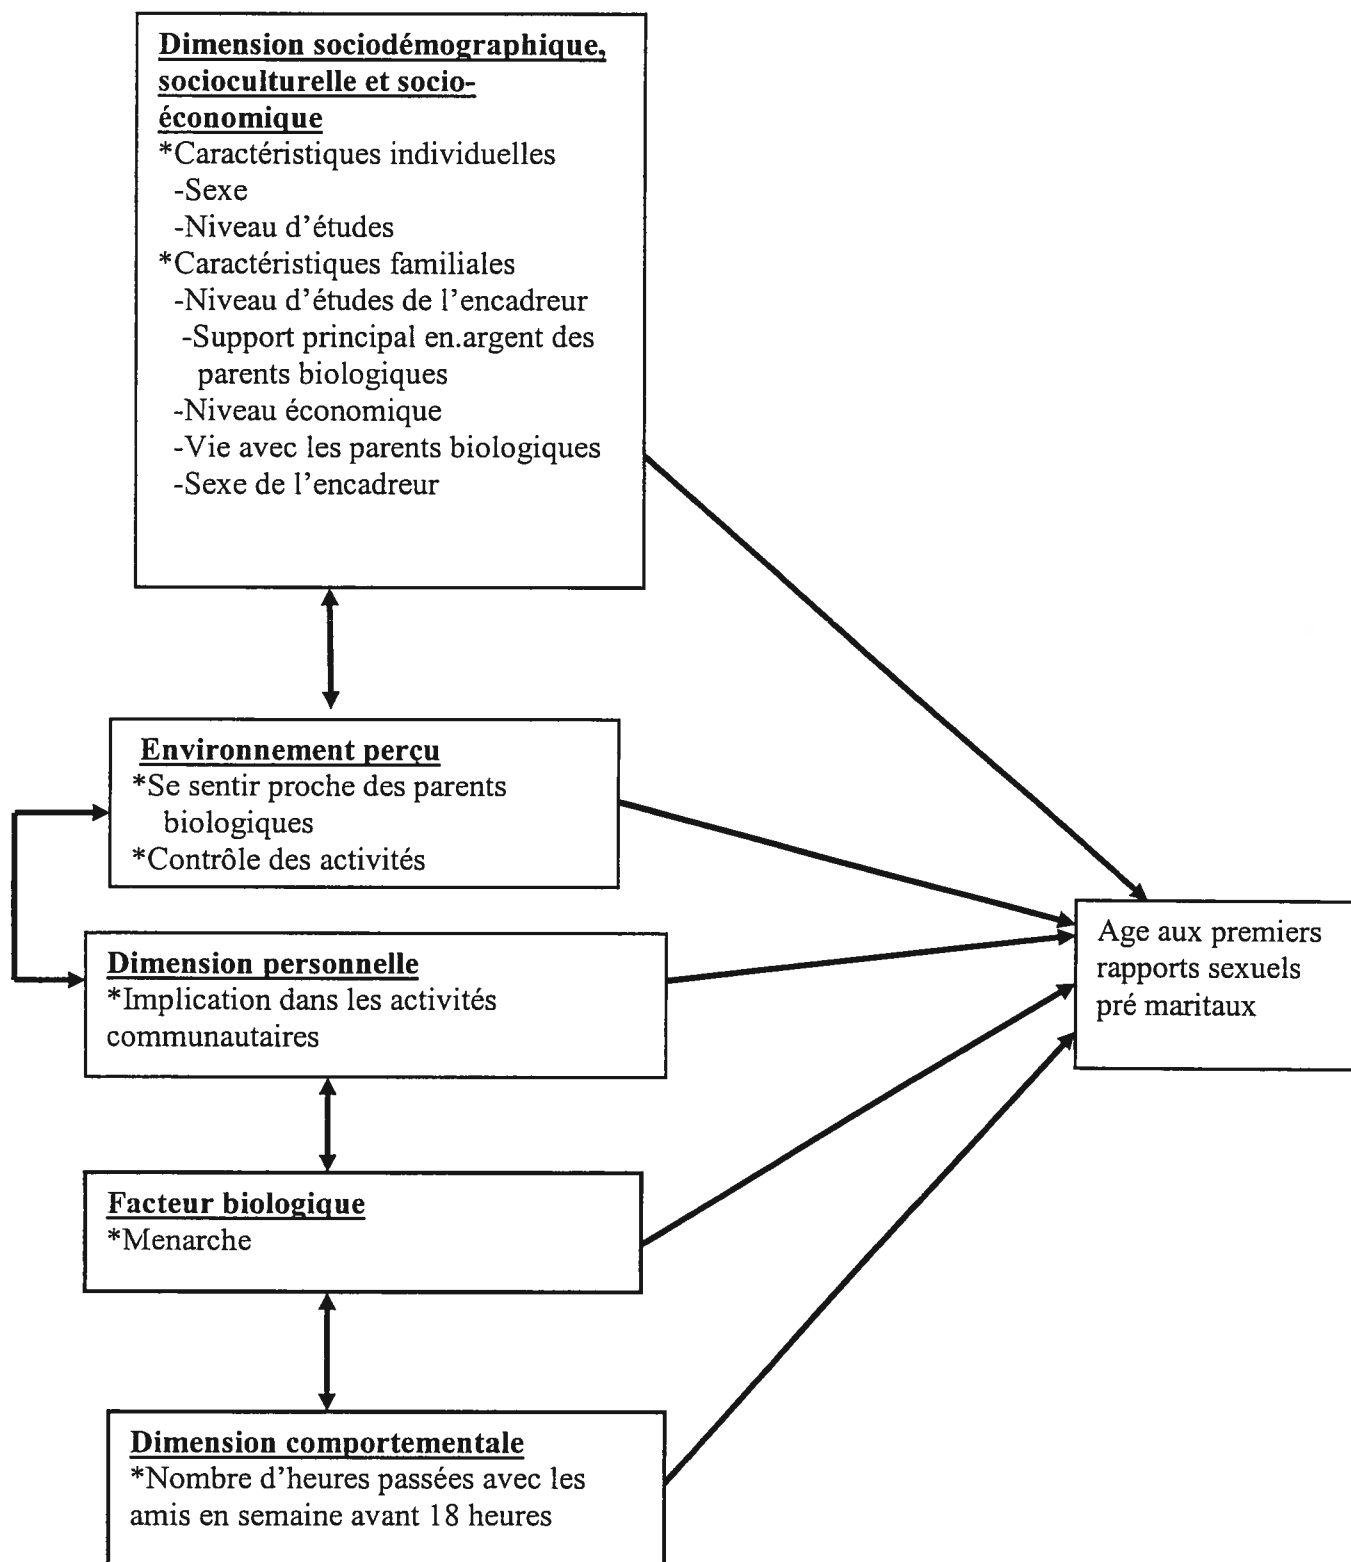 Dimension sociodémographique,
socioculturelle et socio-
économique
*Caractéristiques individuelles
-Sexe
-Niveau d'études
*Caractéristiques familiales
-Niveau d'études de l'encadreur
-Support principal en.argent des
parents biologiques
-Niveau économique
-Vie avec les parents biologiques
-Sexe de l'encadreur
Environnement perçu
*Se sentir proche des parents
biologiques
*Contrôle des activités
Dimension personnelle
*Implication dans les activités
communautaires
Age aux premiers
rapports sexuels
pré maritaux
Facteur biologique
*Menarche
Dimension comportementale
*Nombre d'heures passées avec les
amis en semaine avant 18 heures